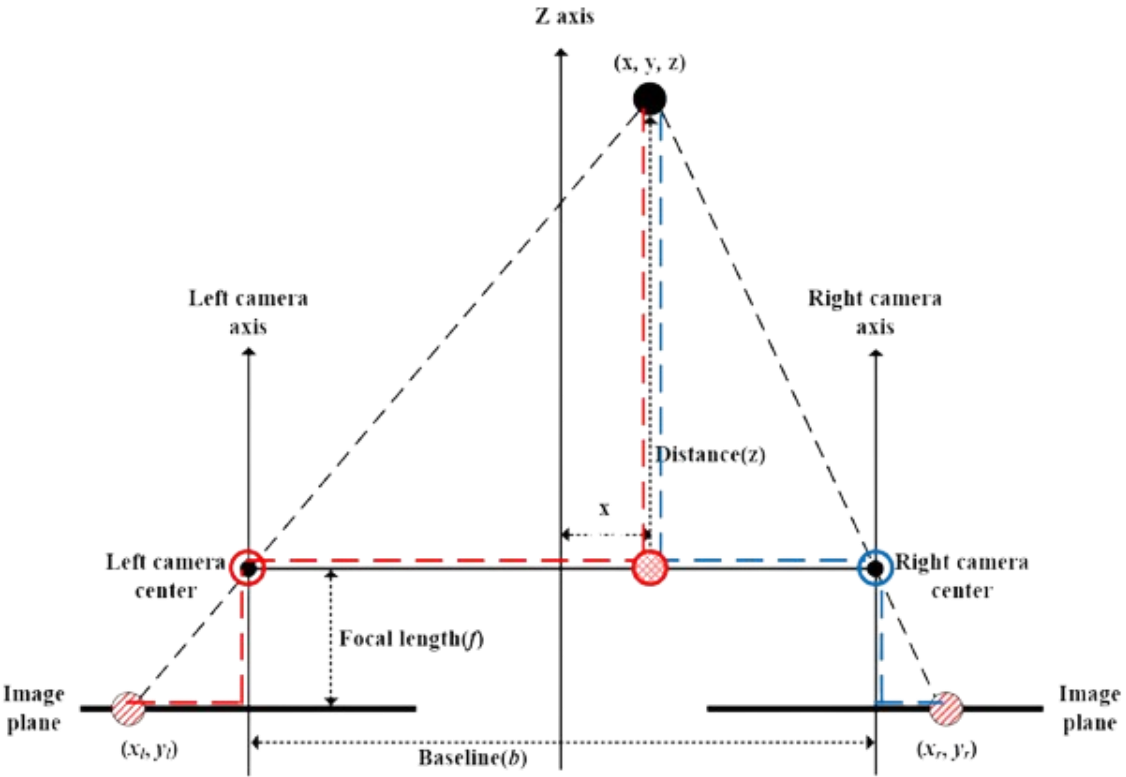 Z axis
(x, y, z)
Left camera
axis
Right camera
axis
Distance(z)
x
Left camera
center
Right camera
center
Focal length(f)
Image
plane
Image
plane
(xl, yl)
(xr, yr)
Baseline(b)